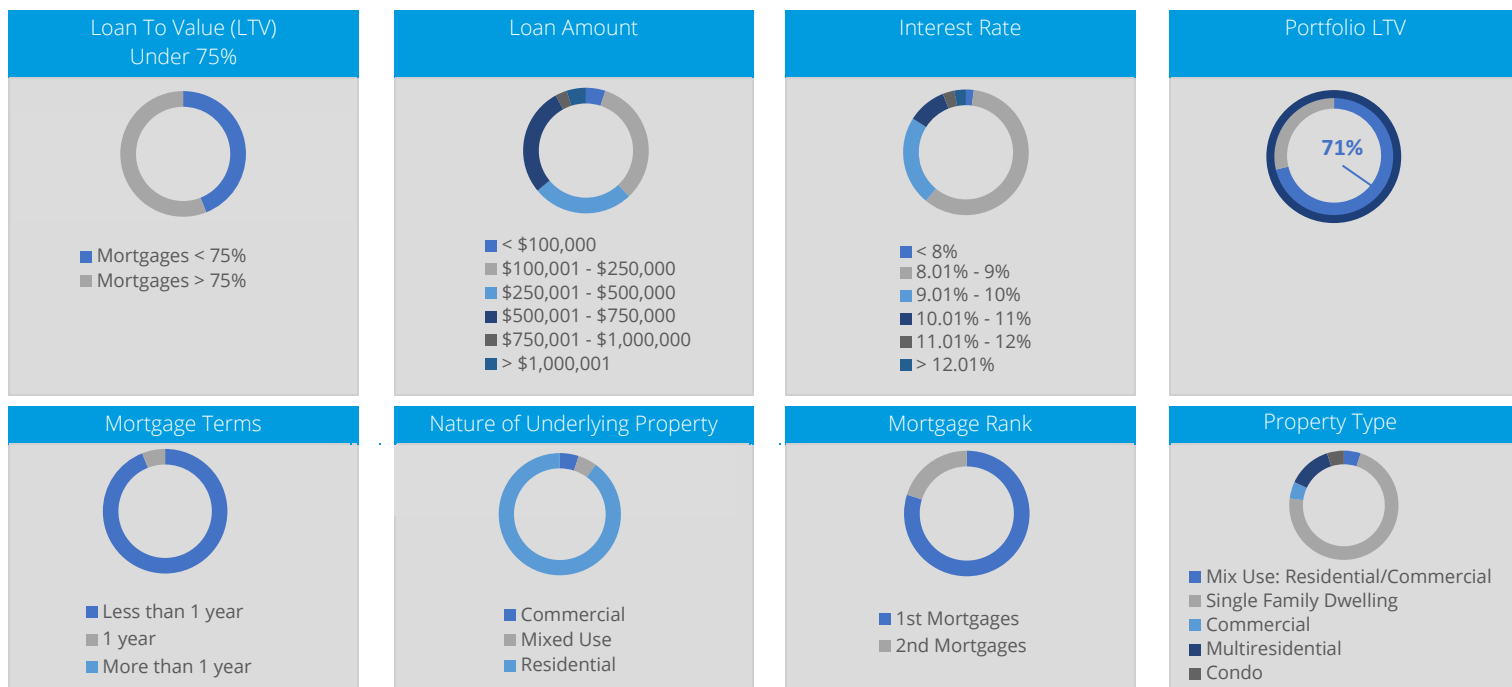 Loan To Value (LTV)
Under 75%
Mortgages < 75%
Mortgages > 75%
Loan Amount
< $100,000
$100,001 - $250,000
$250,001 - $500,000
$500,001 - $750,000
$750,001 - $1,000,000
> $1,000,001
Interest Rate
< 8%
8.01% - 9%
9.01% - 10%
10.01% - 11%
11.01% - 12%
> 12.01%
Portfolio LTV
71%
Mortgage Terms
Less than 1 year
1 year
More than 1 year
Nature of Underlying Property
Commercial
Mixed Use
Residential
Mortgage Rank
1st Mortgages
2nd Mortgages
Property Type
Mix Use: Residential/Commercial
Single Family Dwelling
Commercial
Multiresidential
Condo